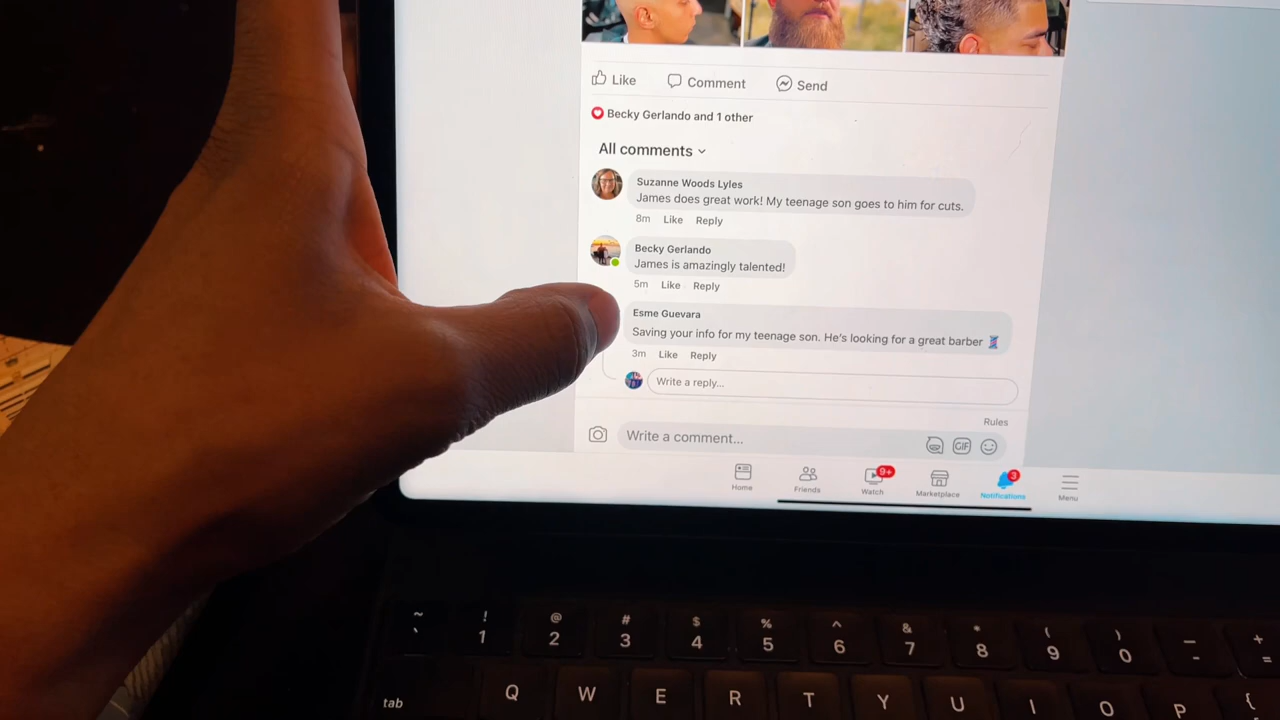 Like Comment Send
Becky Gerlando and 1 other
All comments
Suzanne Woods Lyles
James does great work! My teenage son goes to him for cuts.
8m Like Reply
Becky Gerlando
James is amazingly talented!
5m Like Reply
Esme Guevara
Saving your info for my teenage son. He's looking for a great barber 💈
3m Like Reply
Write a reply...
Rules
Write a comment... GIF
9+ 3
Home Friends Watch Marketplace Notifications Menu
~ ! @ # $ % ^ & * ( ) — +
` 1 2 3 4 5 6 7 8 9 0 - =
tab Q W E R T Y U I O P {
[